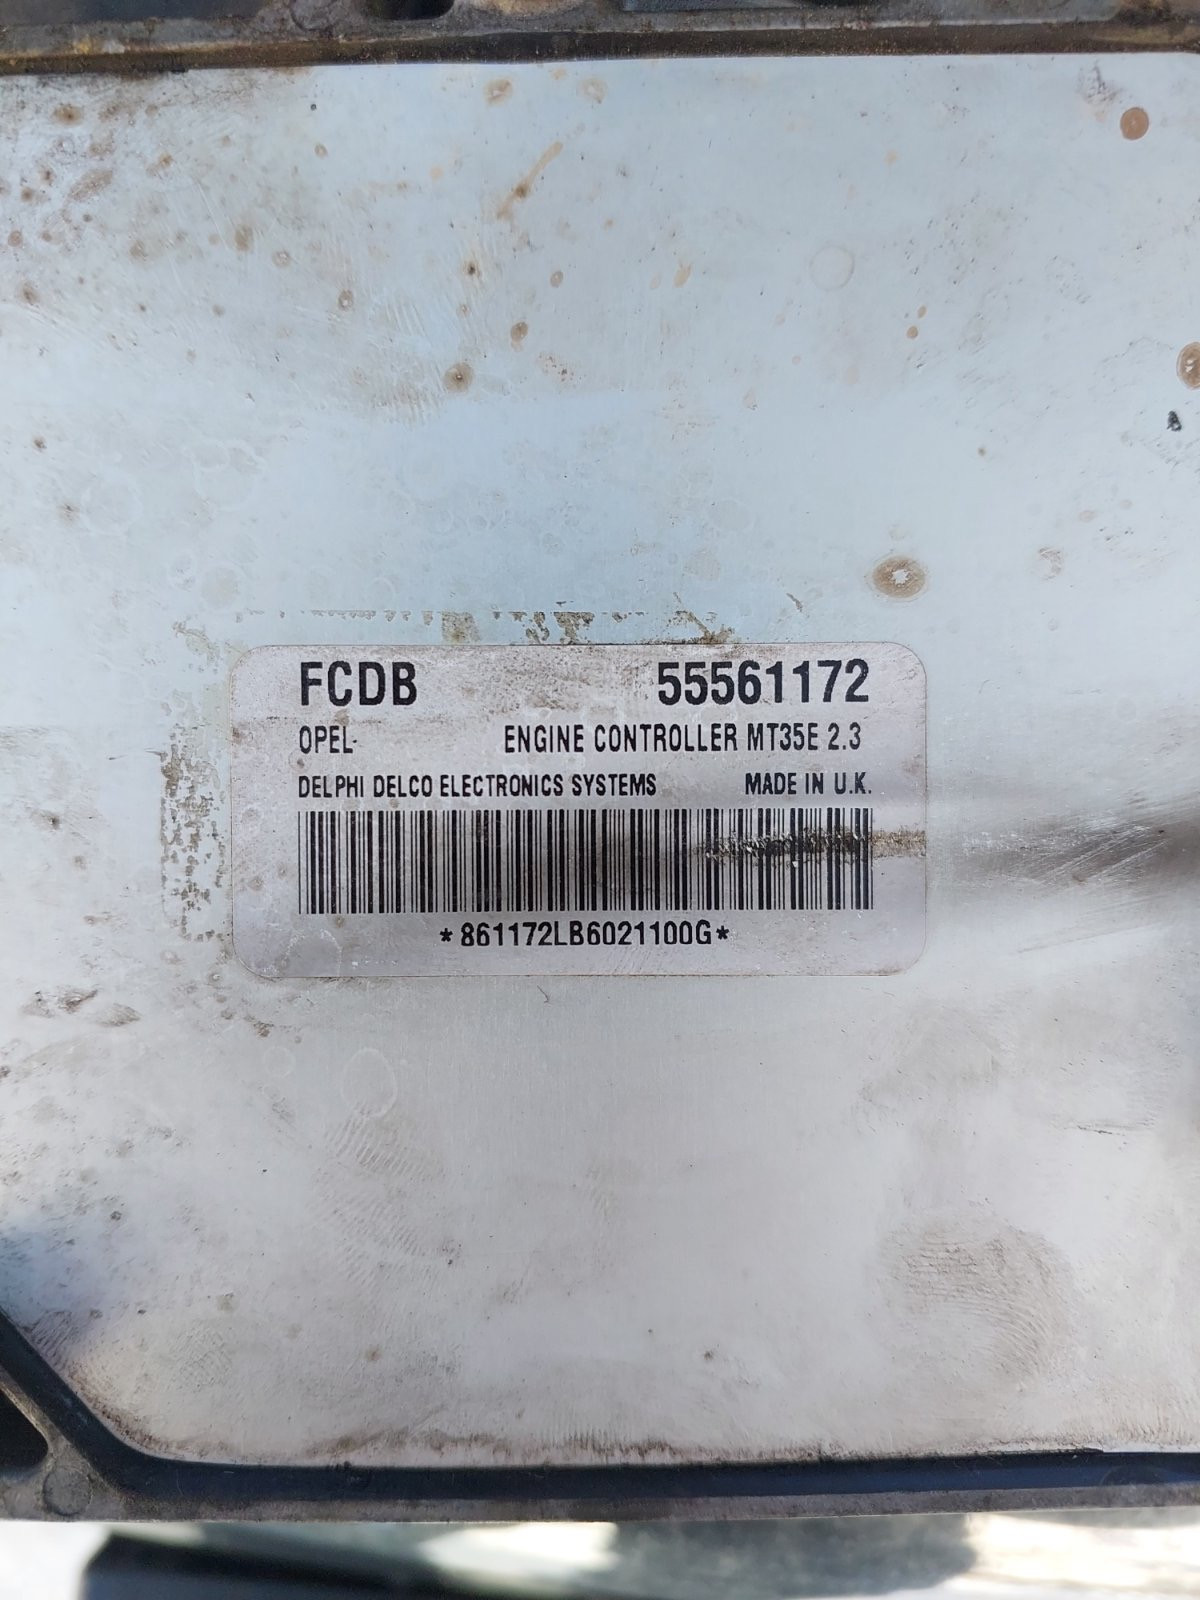 FCDB 55561172
OPEL- ENGINE CONTROLLER MT35E 2.3
DELPHI DELCO ELECTRONICS SYSTEMS MADE IN U.K.
*861172LB6021100G*